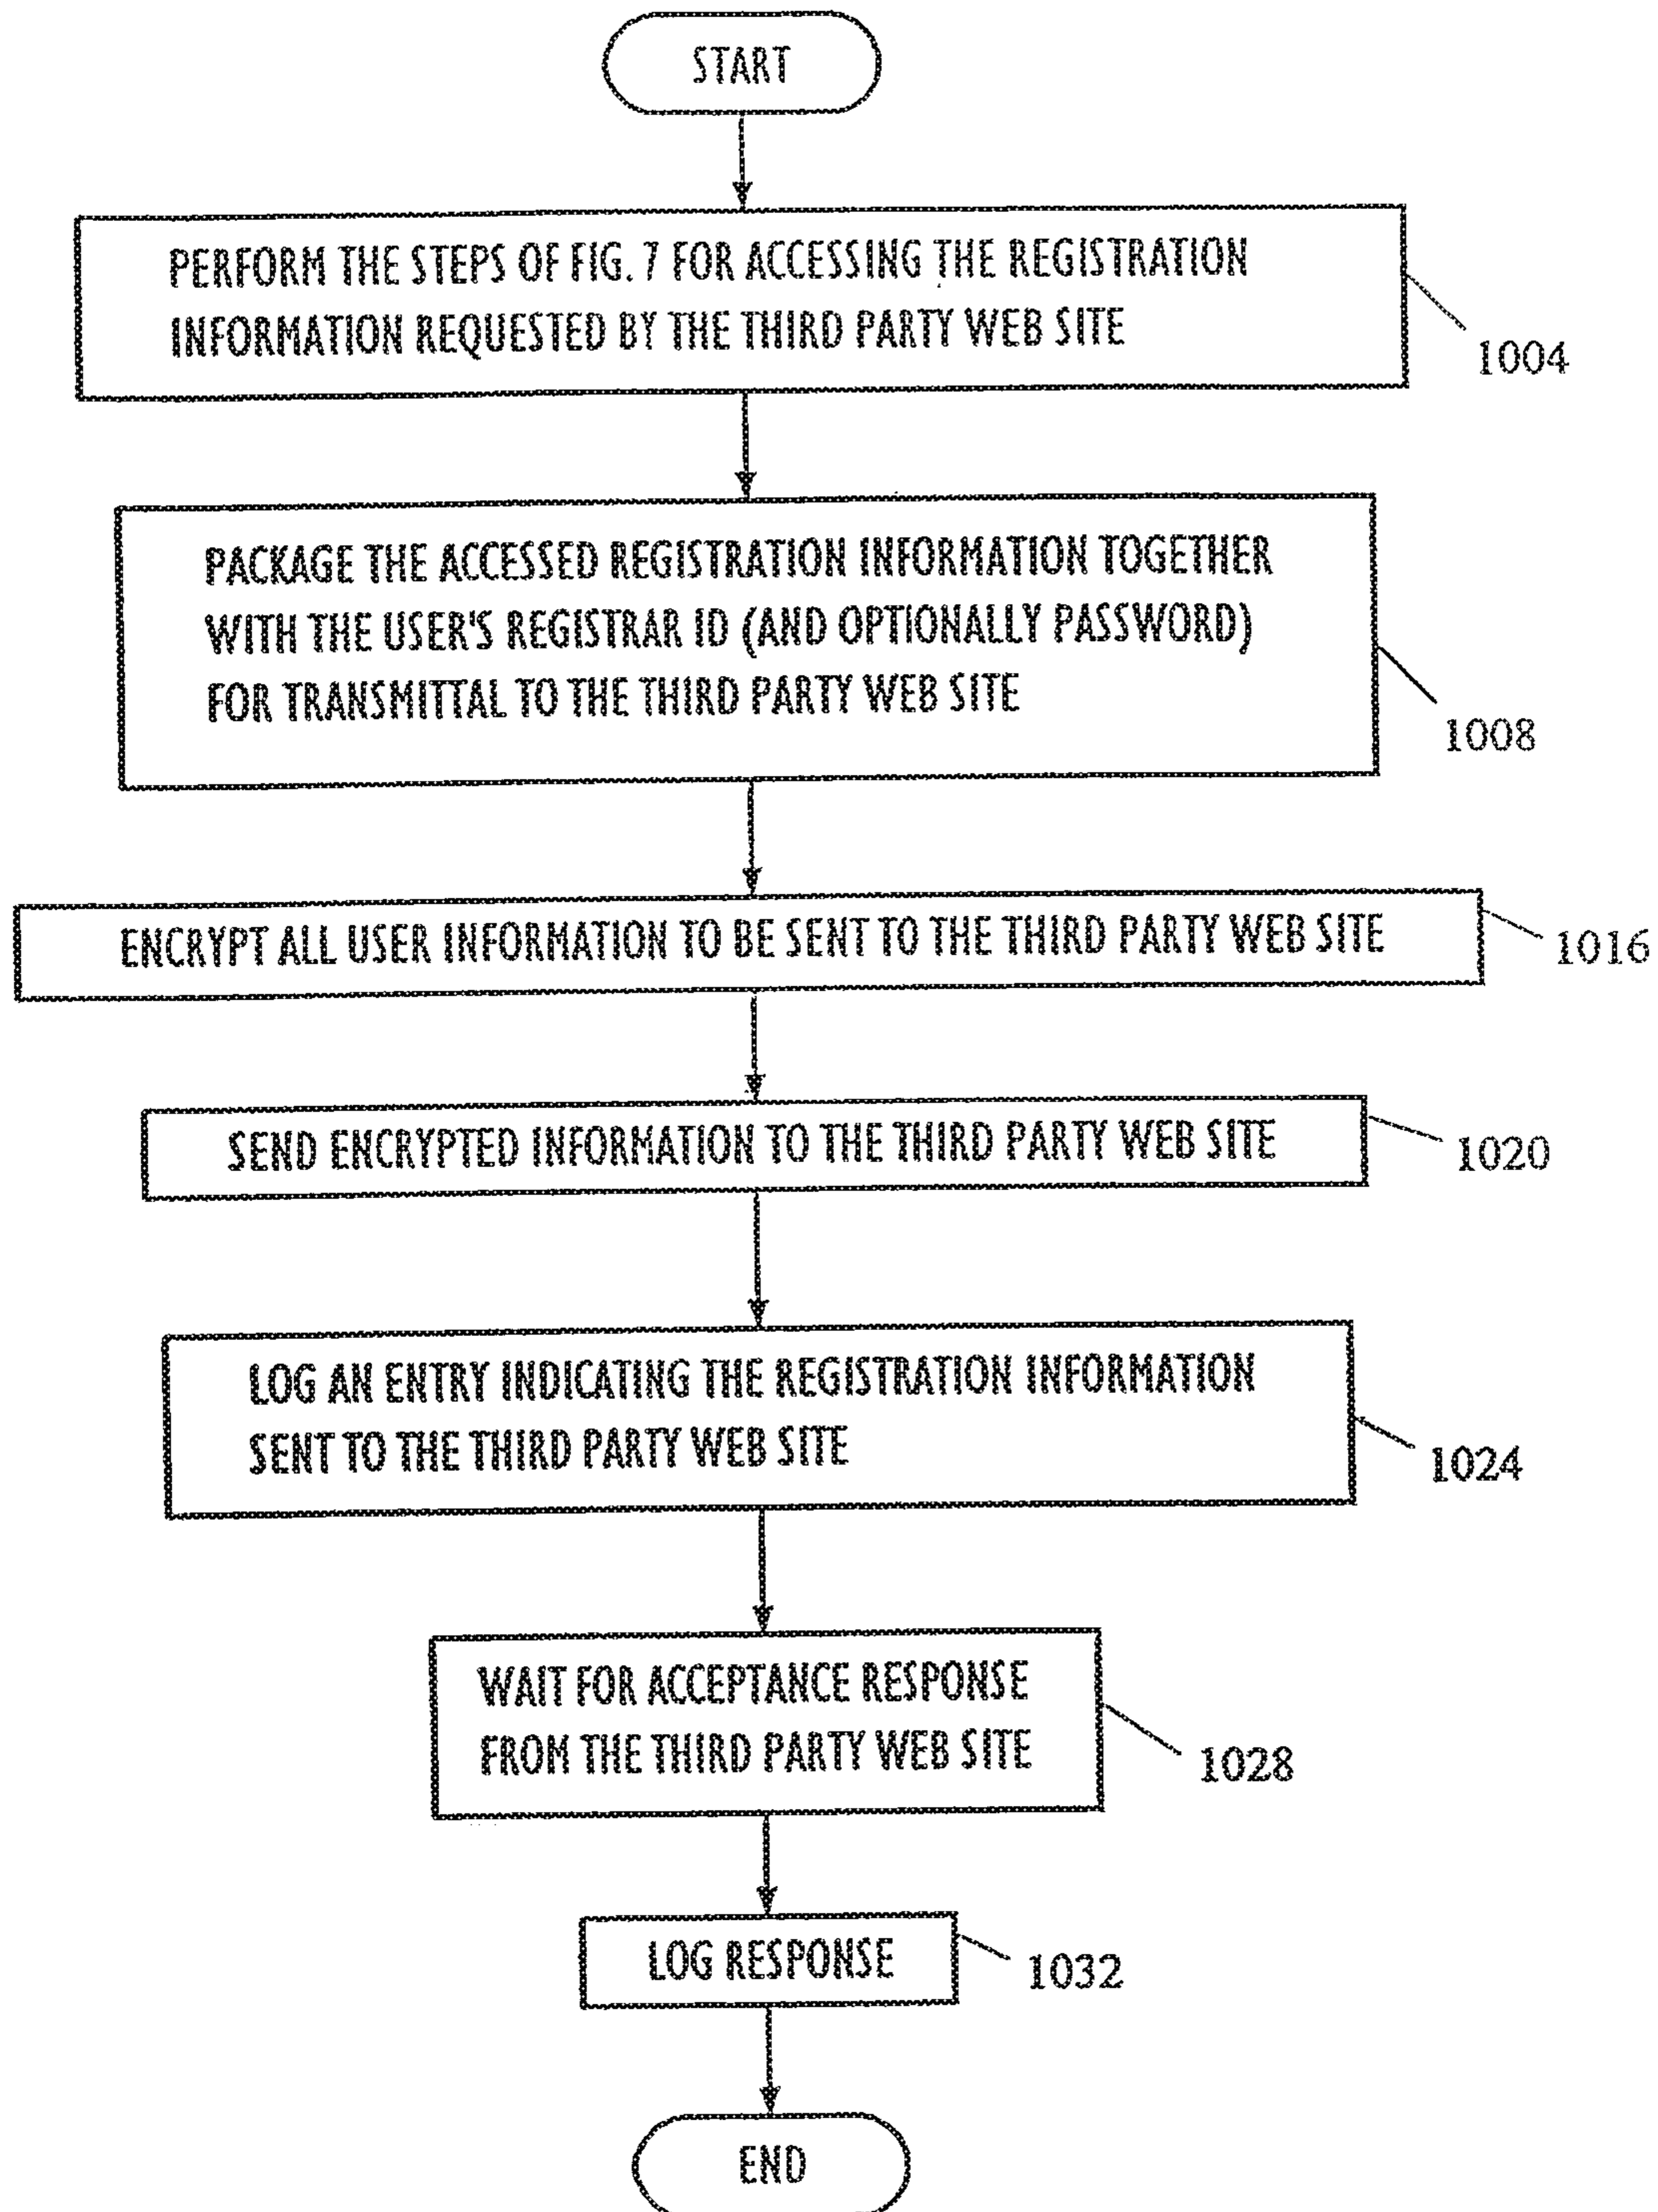 START
PERFORM THE STEPS OF FIG. 7 FOR ACCESSING THE REGISTRATION
INFORMATION REQUESTED BY THE THIRD PARTY WEB SITE
1004
PACKAGE THE ACCESSED REGISTRATION INFORMATION TOGETHER
WITH THE USER'S REGISTRAR ID (AND OPTIONALLY PASSWORD)
FOR TRANSMITTAL TO THE THIRD PARTY WEB SITE
1008
ENCRYPT ALL USER INFORMATION TO BE SENT TO THE THIRD PARTY WEB SITE
1016
SEND ENCRYPTED INFORMATION TO THE THIRD PARTY WEB SITE
1020
LOG AN ENTRY INDICATING THE REGISTRATION INFORMATION
SENT TO THE THIRD PARTY WEB SITE
1024
WAIT FOR ACCEPTANCE RESPONSE
FROM THE THIRD PARTY WEB SITE
1028
LOG RESPONSE
1032
END